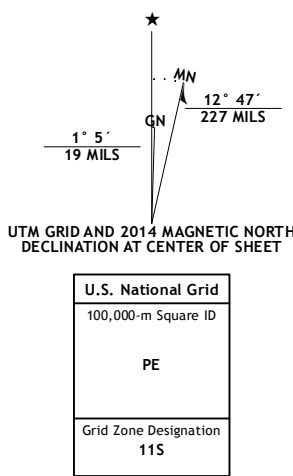 ★
MN
12° 47´
227 MILS
GN
1° 5´
19 MILS
UTM GRID AND 2014 MAGNETIC NORTH
DECLINATION AT CENTER OF SHEET
U.S. National Grid
100,000-m Square ID
PE
Grid Zone Designation
11S